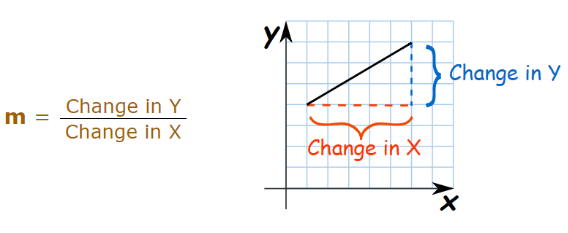 m = Change in Y
Change in X
y
Change in Y
Change in X
x